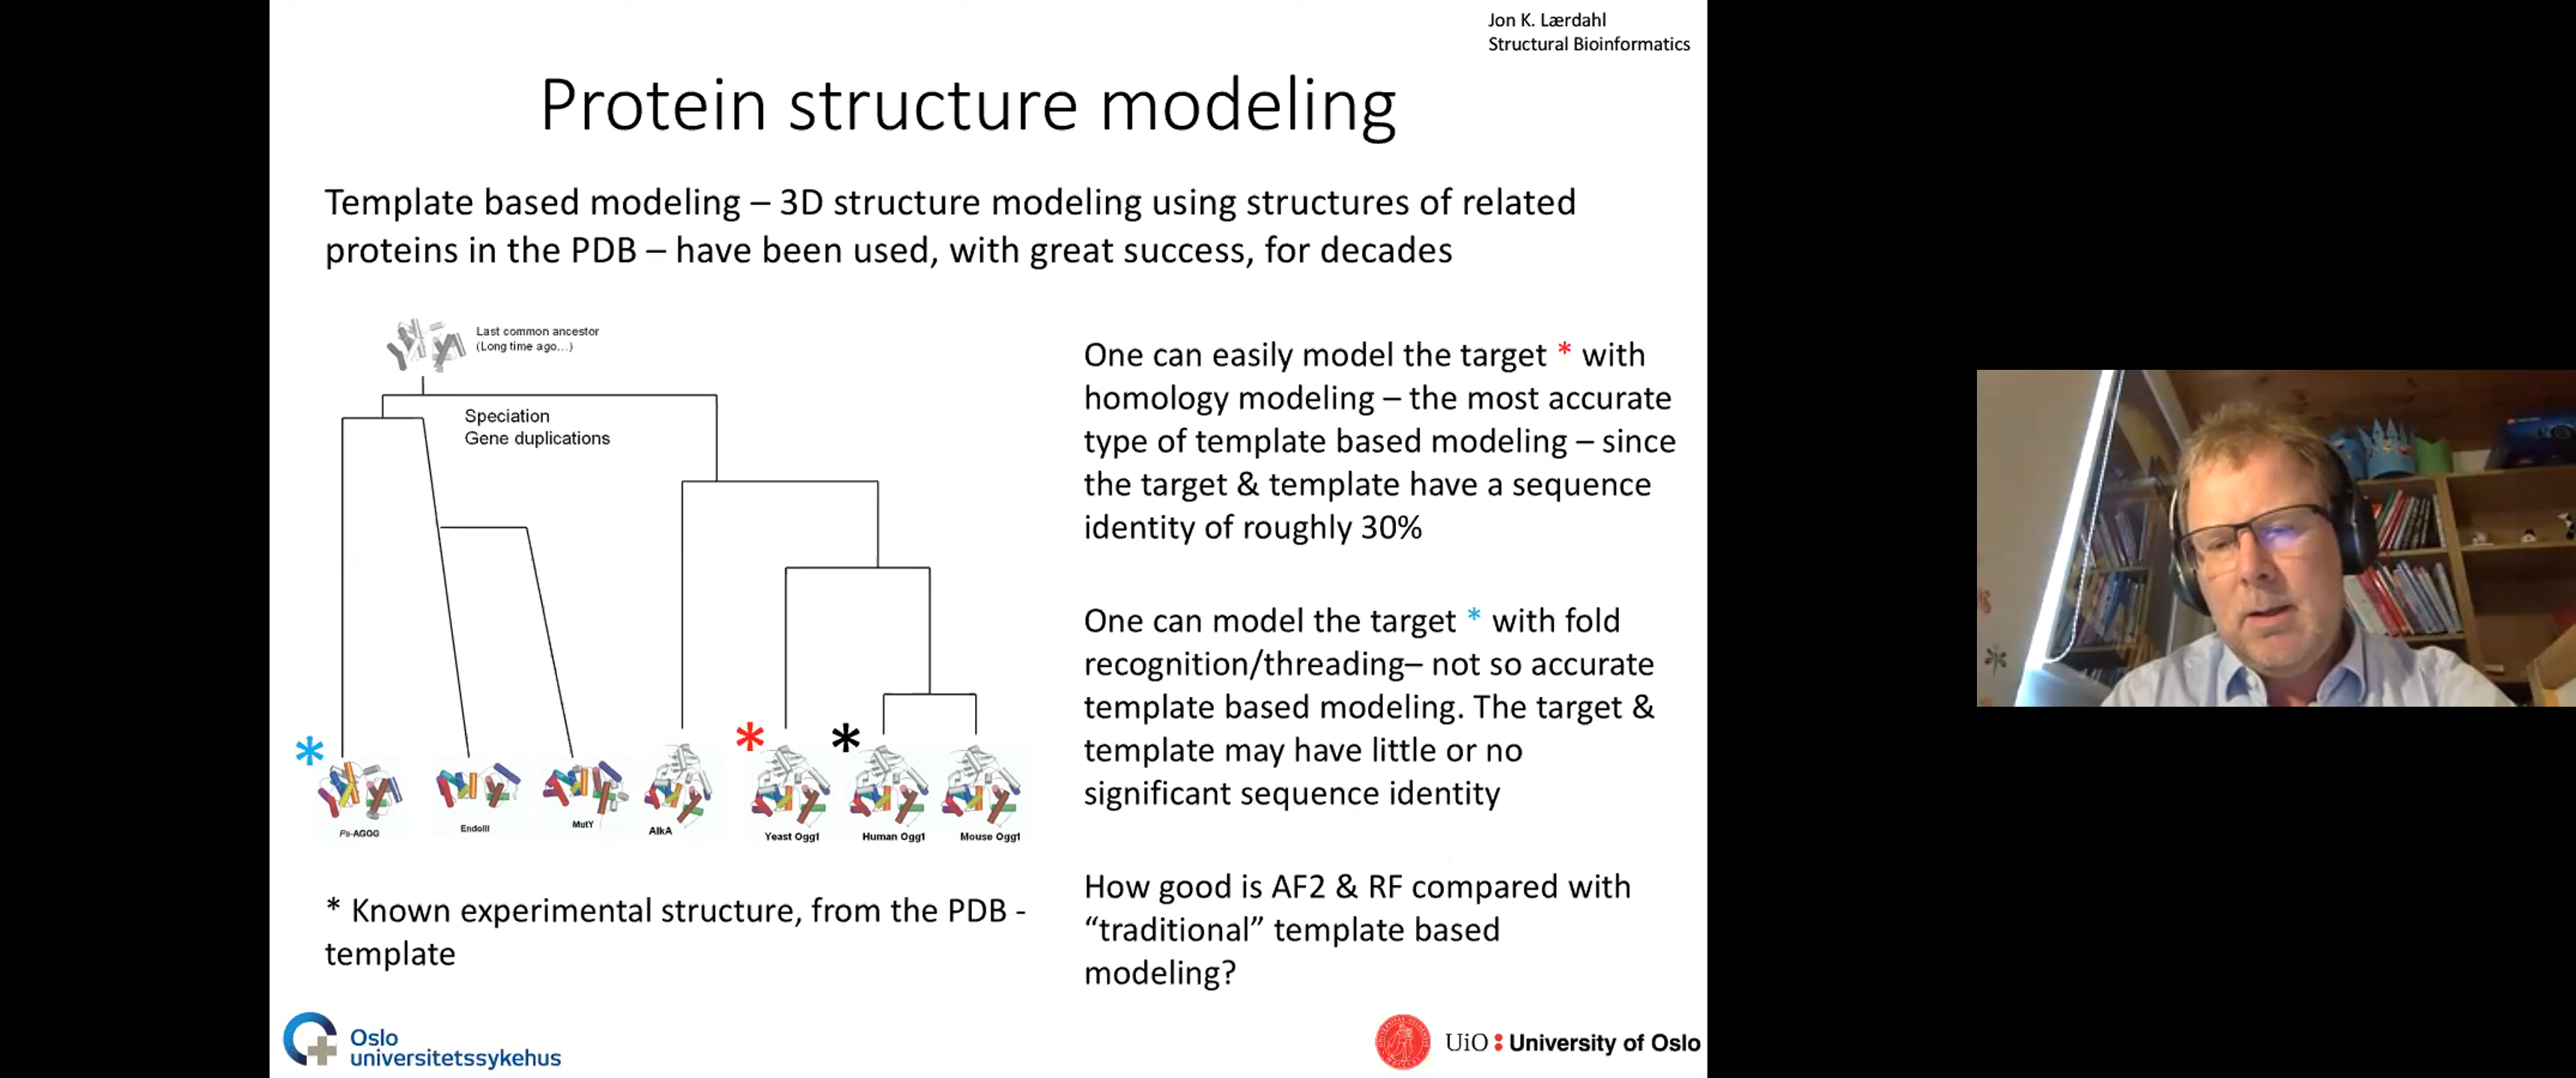 Jon K. Lærdahl
Structural Bioinformatics
Protein structure modeling
Template based modeling – 3D structure modeling using structures of related
proteins in the PDB – have been used, with great success, for decades
Last common ancestor
(Long time ago...)
Speciation
Gene duplications
*
*
*
Pa-AGOG
EndoIII
MutY
AlkA
Yeast Ogg1
Human Ogg1
Mouse Ogg1
* Known experimental structure, from the PDB -
template
One can easily model the target * with
homology modeling – the most accurate
type of template based modeling – since
the target & template have a sequence
identity of roughly 30%
One can model the target * with fold
recognition/threading– not so accurate
template based modeling. The target &
template may have little or no
significant sequence identity
How good is AF2 & RF compared with
“traditional” template based
modeling?
Oslo
universitetssykehus
UiO : University of Oslo